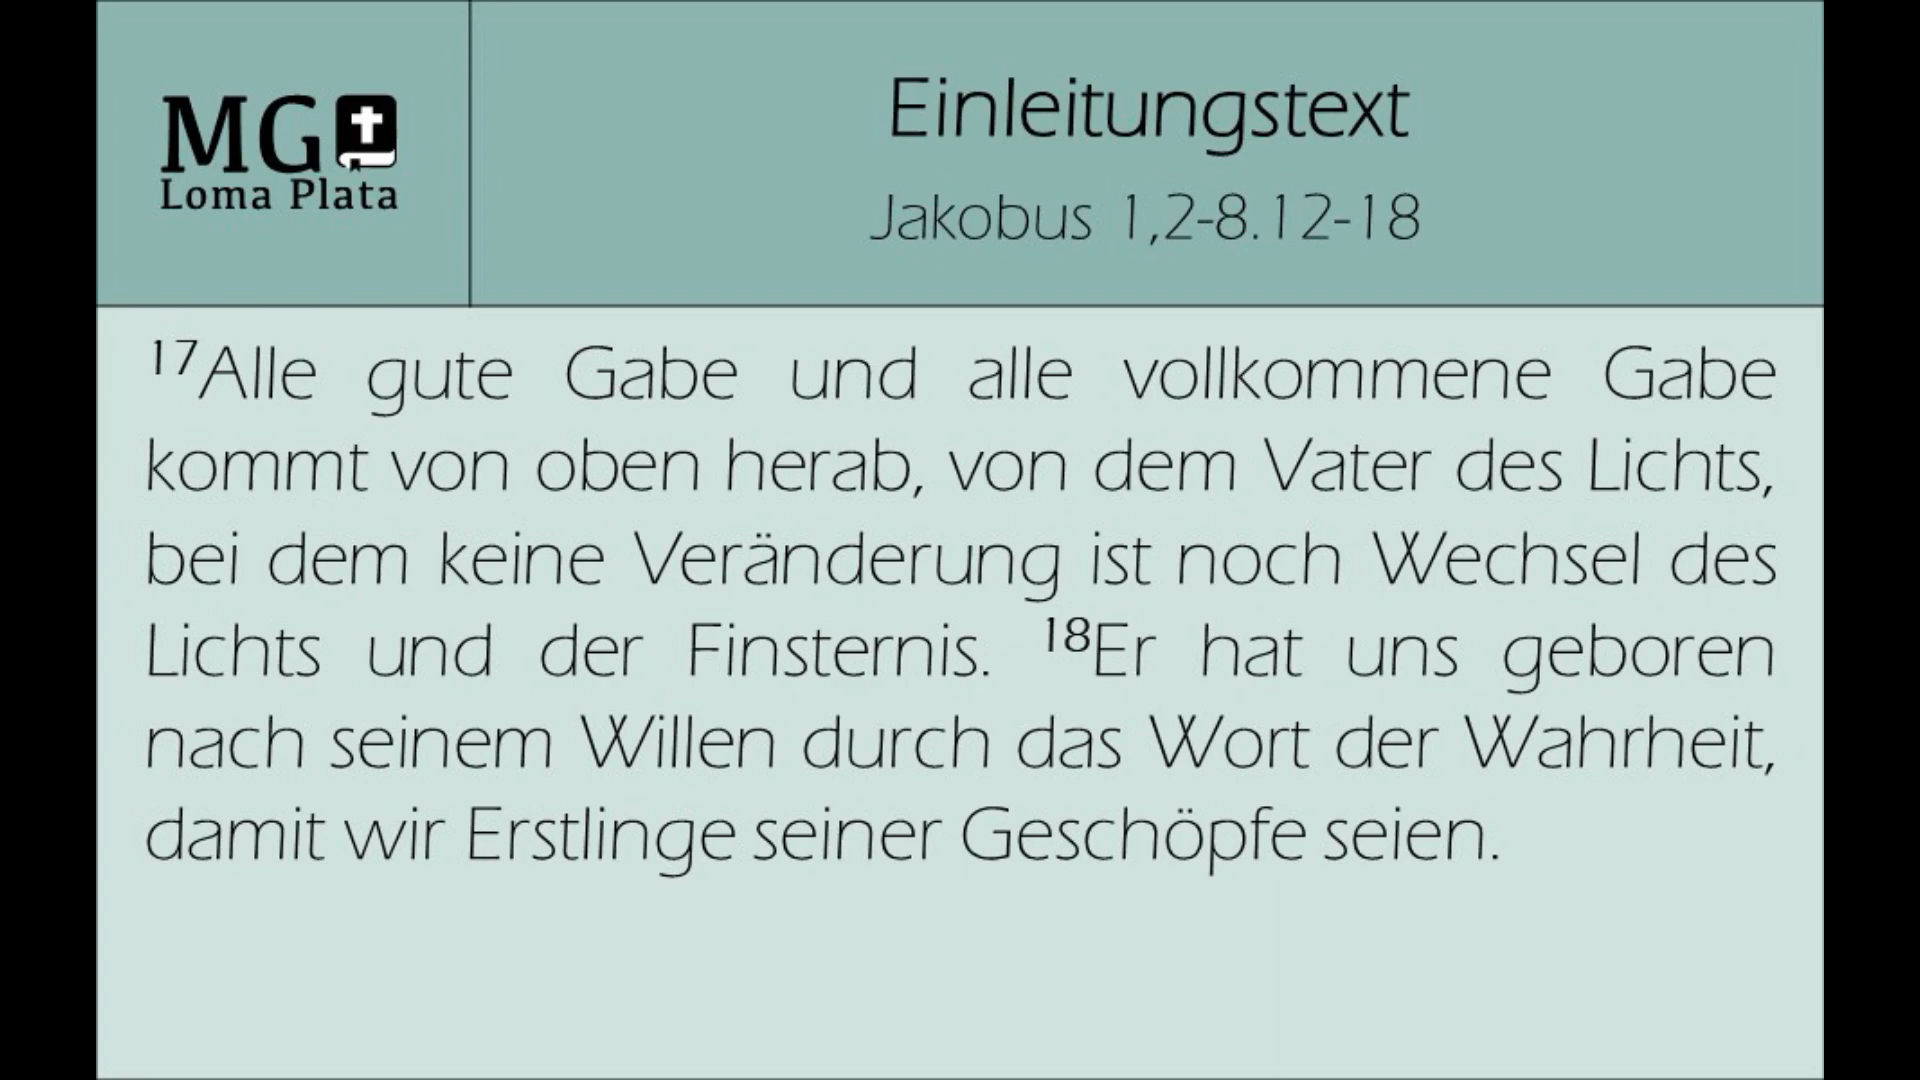 MG
Loma Plata
Einleitungstext
Jakobus 1,2-8.12-18
¹⁷Alle gute Gabe und alle vollkommene Gabe
kommt von oben herab, von dem Vater des Lichts,
bei dem keine Veränderung ist noch Wechsel des
Lichts und der Finsternis. ¹⁸Er hat uns geboren
nach seinem Willen durch das Wort der Wahrheit,
damit wir Erstlinge seiner Geschöpfe seien.